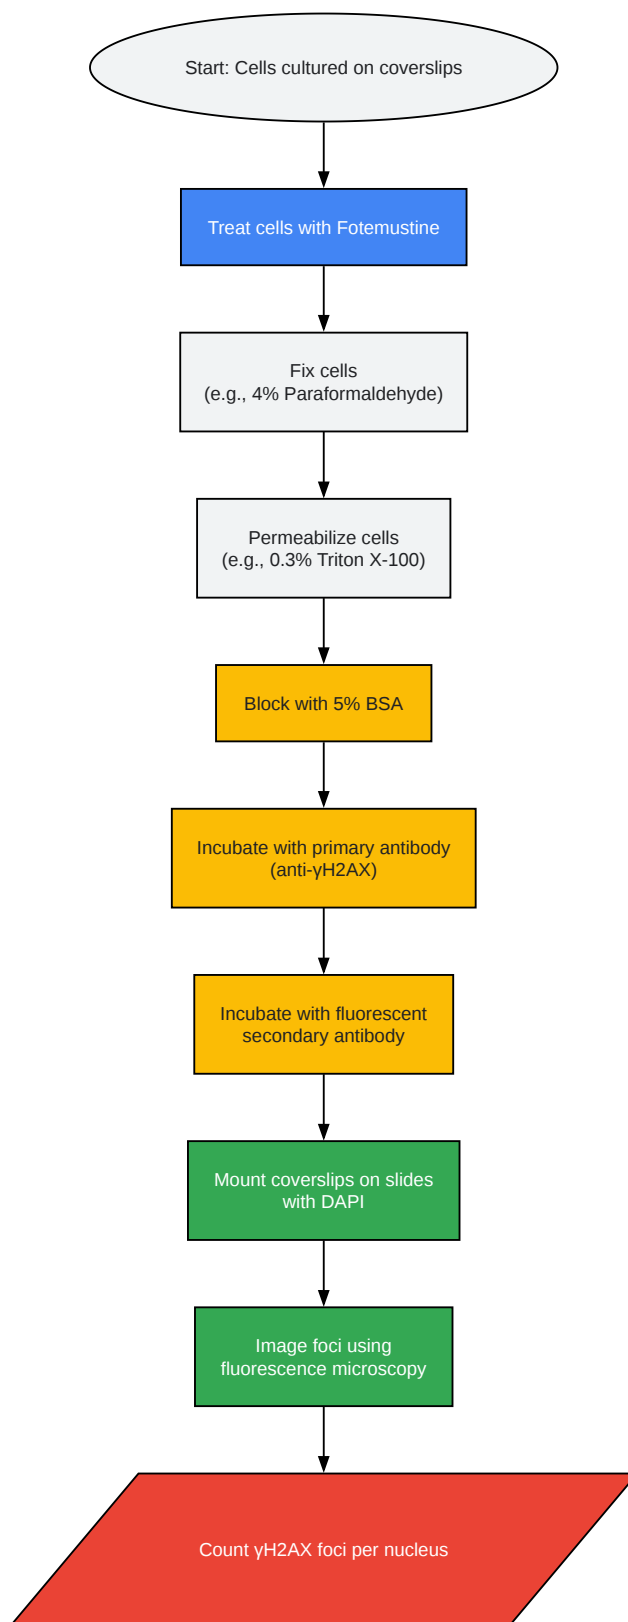 Start: Cells cultured on coverslips
Treat cells with Fotemustine
Fix cells
(e.g., 4% Paraformaldehyde)
Permeabilize cells
(e.g., 0.3% Triton X-100)
Block with 5% BSA
Incubate with primary antibody
(anti-γH2AX)
Incubate with fluorescent
secondary antibody
Mount coverslips on slides
with DAPI
Image foci using
fluorescence microscopy
Count γH2AX foci per nucleus